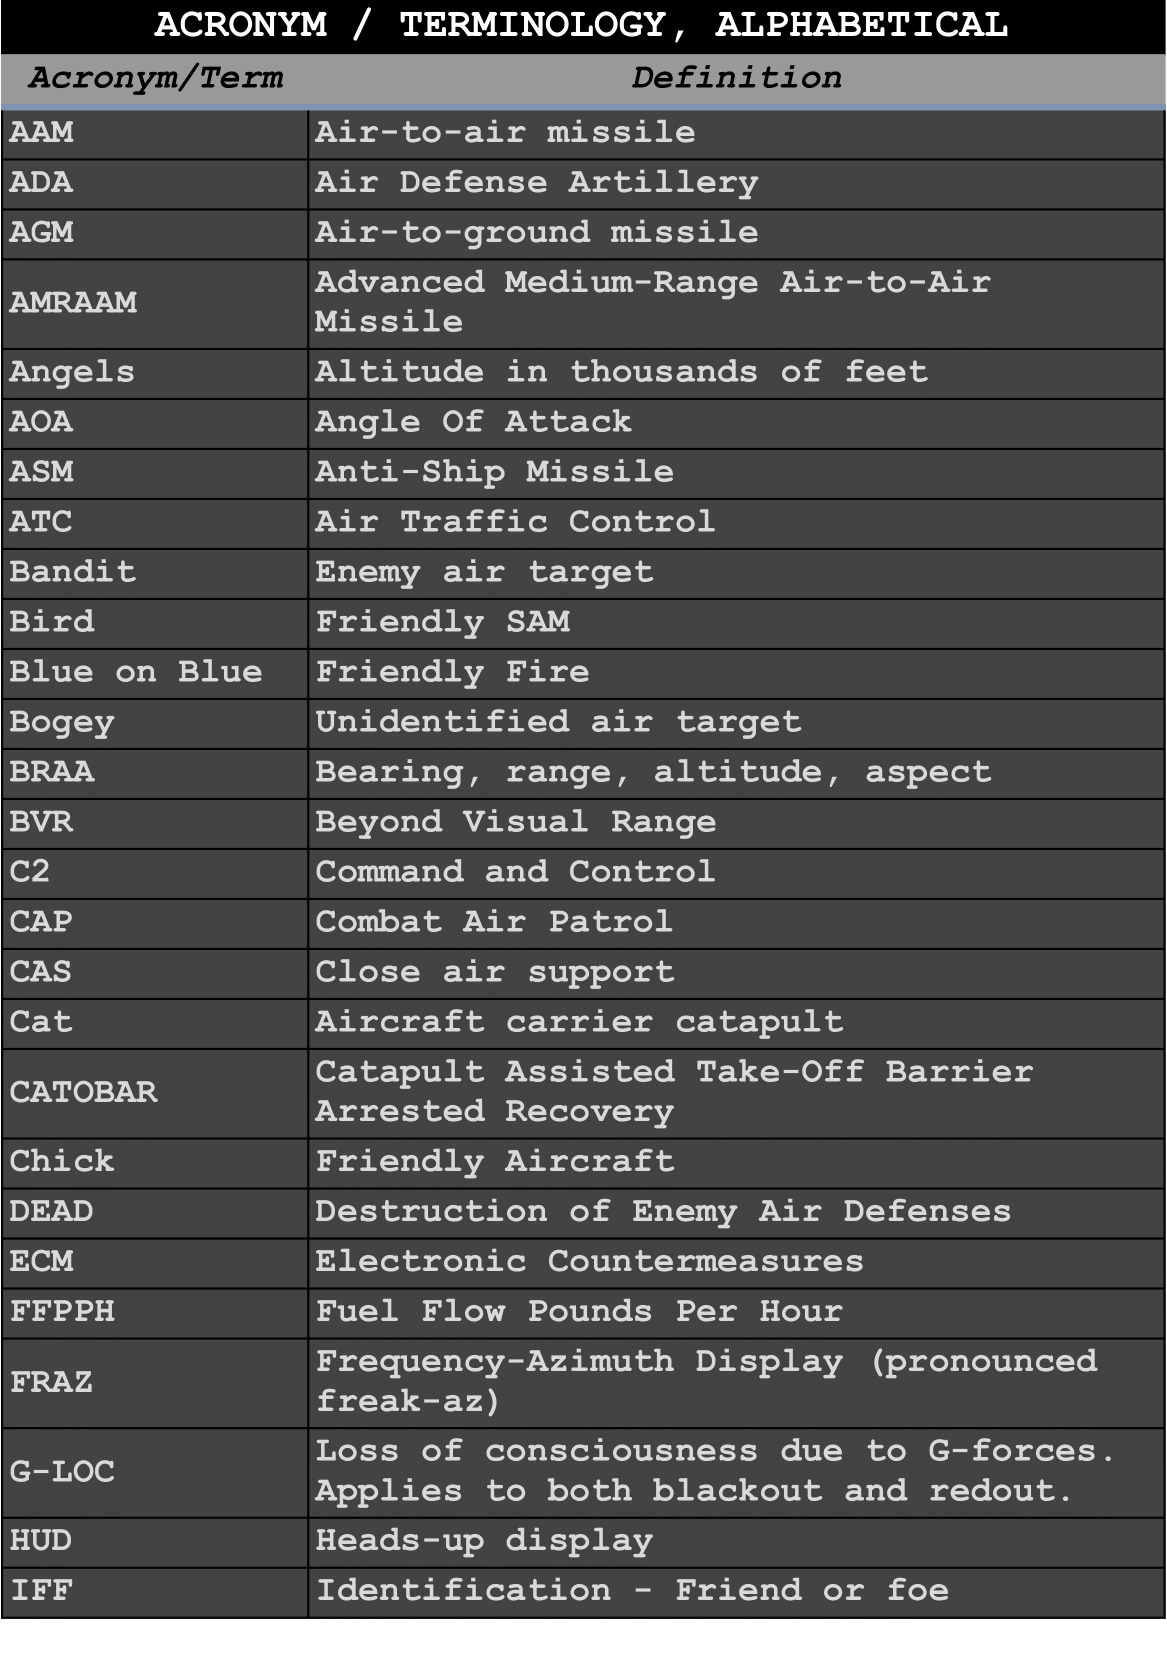 ACRONYM / TERMINOLOGY, ALPHABETICAL
Acronym/Term Definition
AAM Air-to-air missile
ADA Air Defense Artillery
AGM Air-to-ground missile
AMRAAM Advanced Medium-Range Air-to-Air
Missile
Angels Altitude in thousands of feet
AOA Angle Of Attack
ASM Anti-Ship Missile
ATC Air Traffic Control
Bandit Enemy air target
Bird Friendly SAM
Blue on Blue Friendly Fire
Bogey Unidentified air target
BRAA Bearing, range, altitude, aspect
BVR Beyond Visual Range
C2 Command and Control
CAP Combat Air Patrol
CAS Close air support
Cat Aircraft carrier catapult
CATOBAR Catapult Assisted Take-Off Barrier
Arrested Recovery
Chick Friendly Aircraft
DEAD Destruction of Enemy Air Defenses
ECM Electronic Countermeasures
FFPPH Fuel Flow Pounds Per Hour
FRAZ Frequency-Azimuth Display (pronounced
freak-az)
G-LOC Loss of consciousness due to G-forces.
Applies to both blackout and redout.
HUD Heads-up display
IFF Identification - Friend or foe